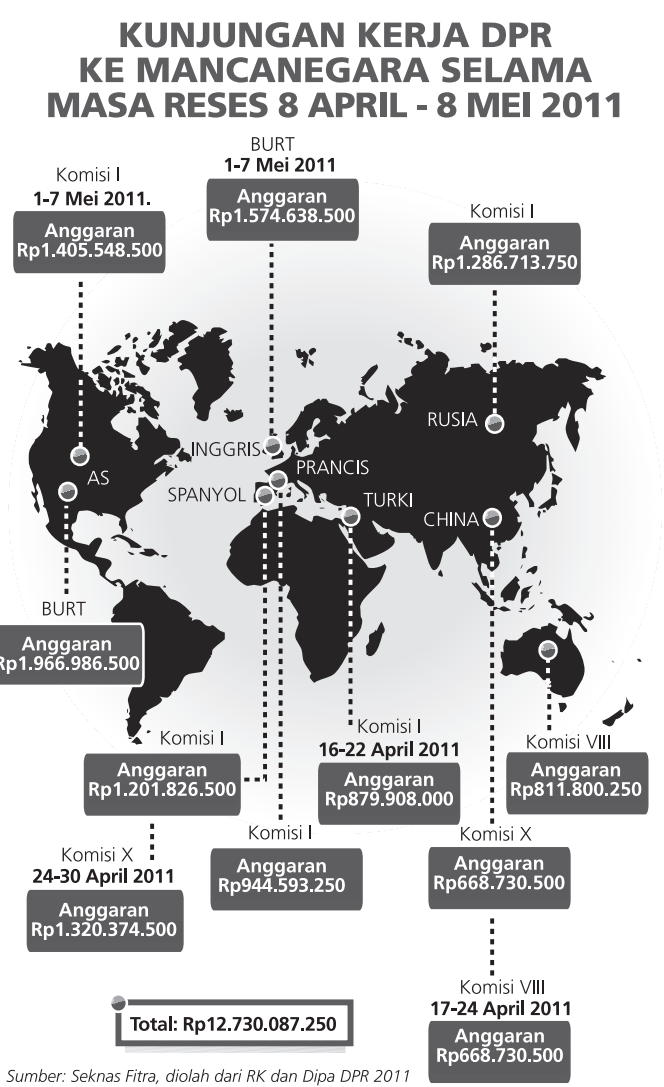 KUNJUNGAN KERJA DPR
KE MANCANEGARA SELAMA
MASA RESES 8 APRIL - 8 MEI 2011
BURT
1-7 Mei 2011
Anggaran
Rp1.574.638.500
Komisi I
1-7 Mei 2011.
Anggaran
Rp1.405.548.500
Komisi I
Anggaran
Rp1.286.713.750
RUSIA
INGGRIS
PRANCIS
AS
SPANYOL
TURKI
CHINA
BURT
Anggaran
Rp1.966.986.500
Komisi I
Anggaran
Rp1.201.826.500
Komisi I
16-22 April 2011
Anggaran
Rp879.908.000
Komisi VIII
Anggaran
Rp811.800.250
Komisi X
24-30 April 2011
Anggaran
Rp1.320.374.500
Komisi I
Anggaran
Rp944.593.250
Komisi X
Anggaran
Rp668.730.500
Komisi VIII
17-24 April 2011
Anggaran
Rp668.730.500
Total: Rp12.730.087.250
Sumber: Seknas Fitra, diolah dari RK dan Dipa DPR 2011